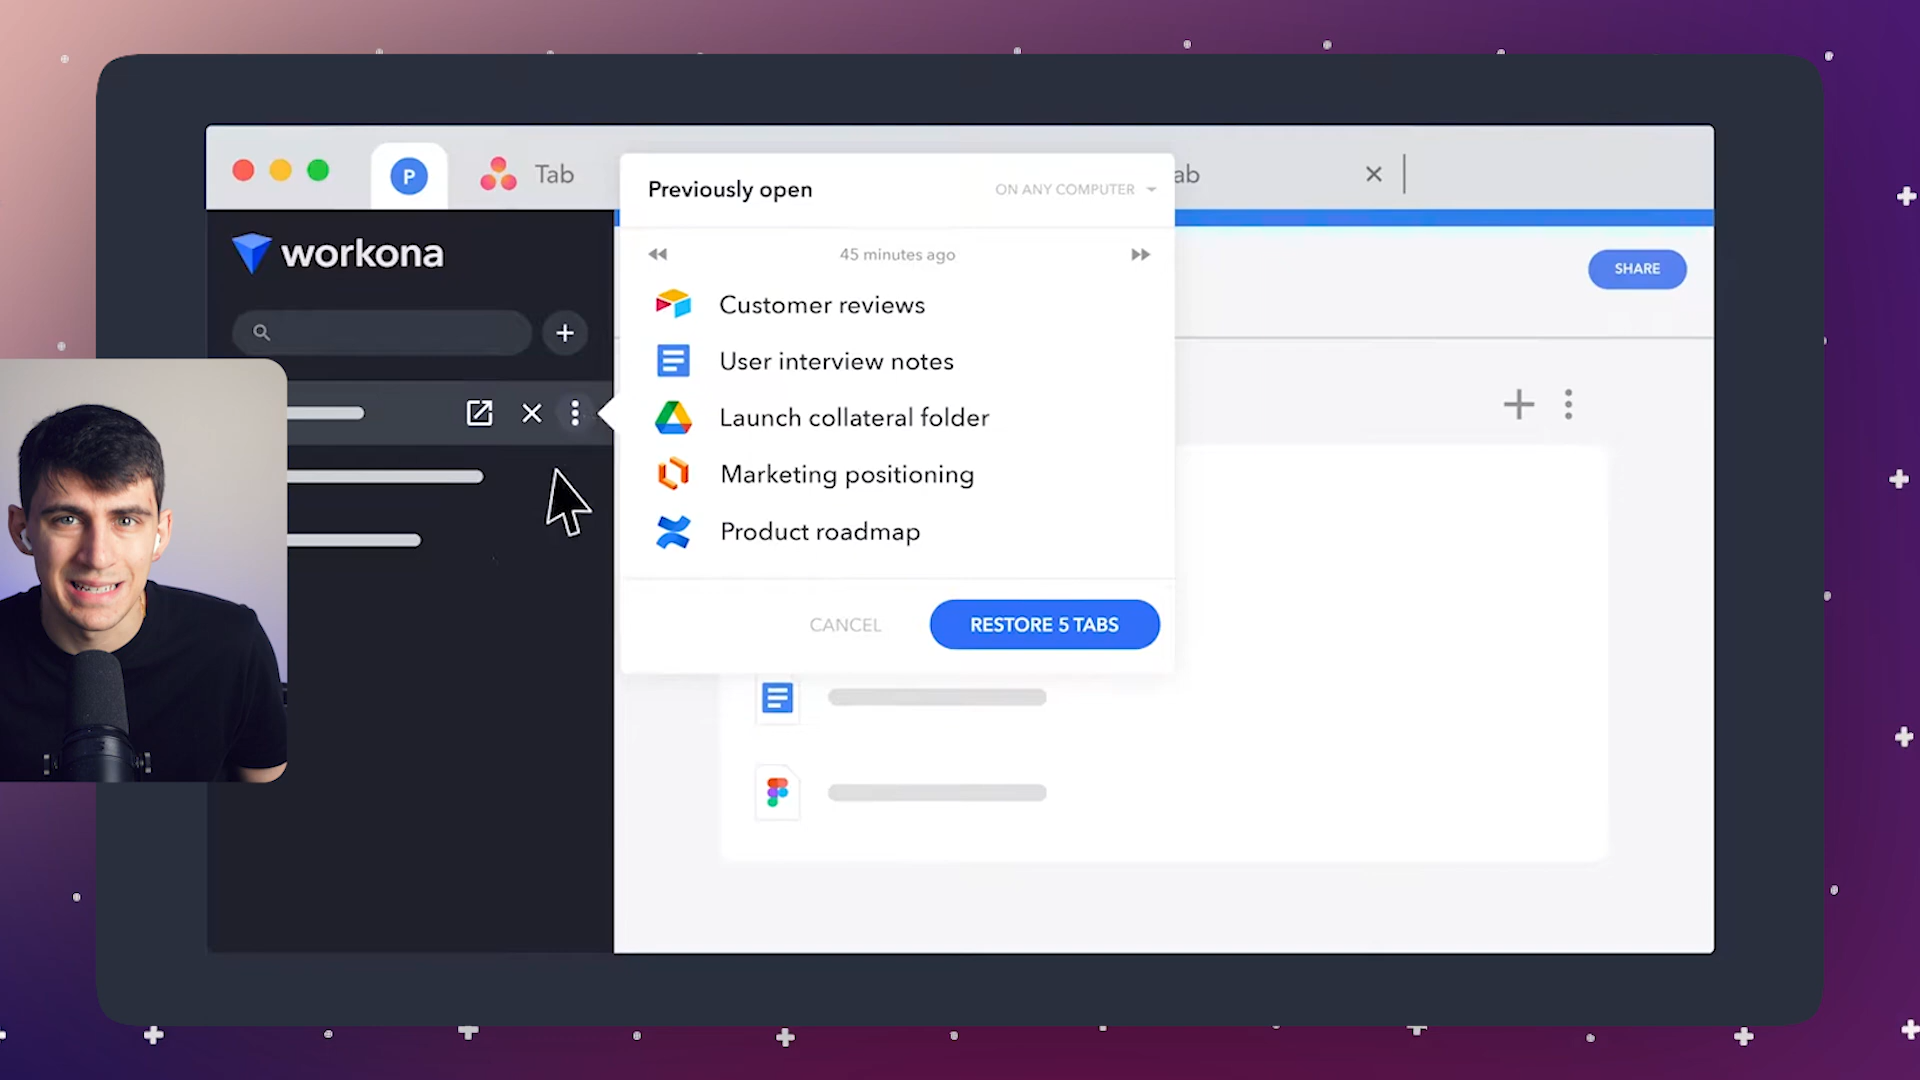 P
Tab
ab
Previously open
ON ANY COMPUTER
workona
45 minutes ago
SHARE
Customer reviews
User interview notes
Launch collateral folder
Marketing positioning
Product roadmap
CANCEL
RESTORE 5 TABS